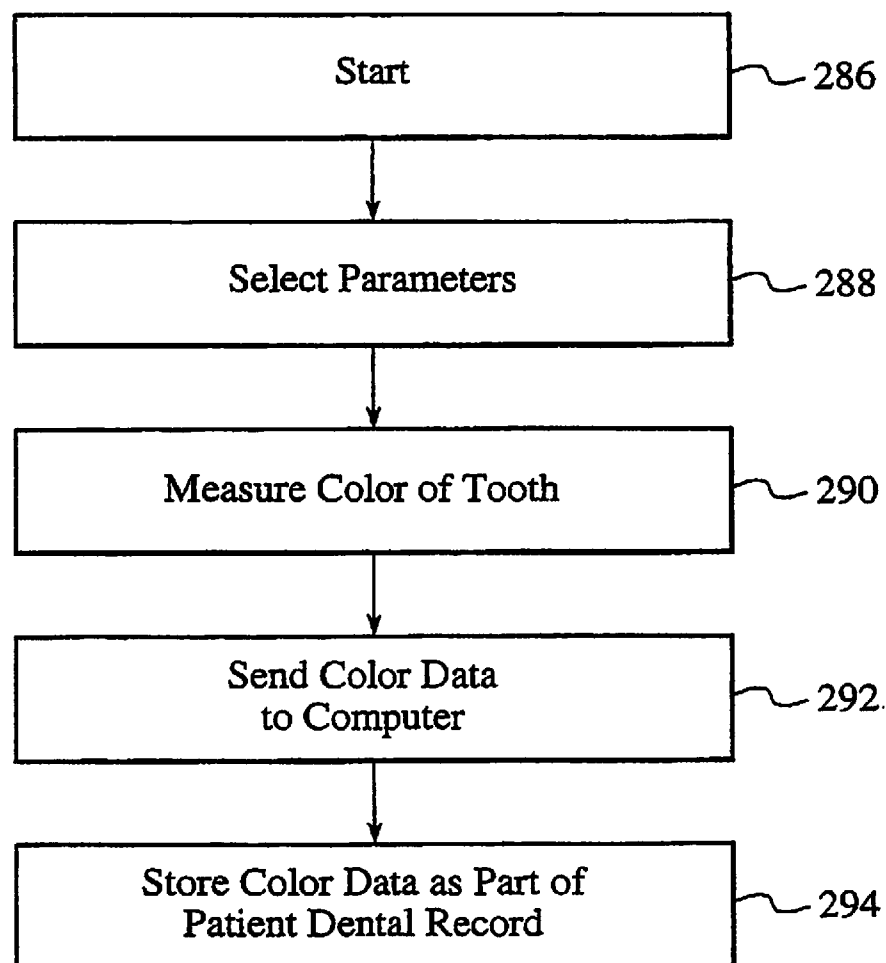 Start
286
Select Parameters
288
Measure Color of Tooth
290
Send Color Data
to Computer
292
Store Color Data as Part of
Patient Dental Record
294